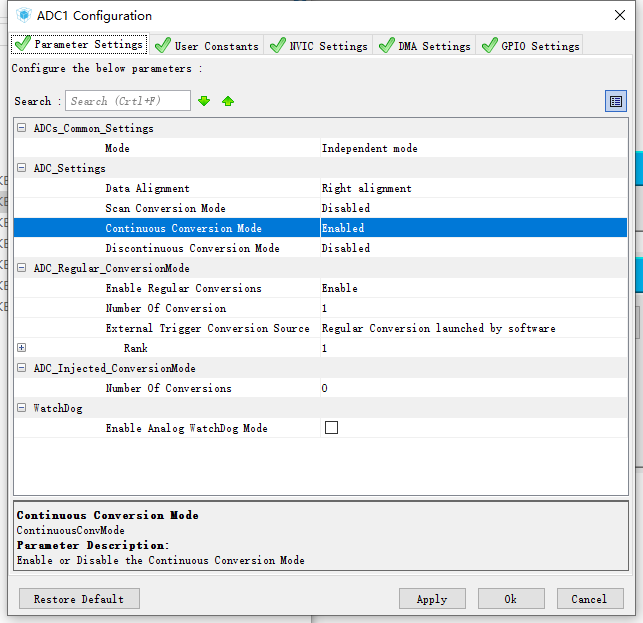 ADC1 Configuration
Parameter Settings User Constants NVIC Settings DMA Settings GPIO Settings
Configure the below parameters :
Search : Search (Crtl+F)
ADCs_Common_Settings
Mode Independent mode
ADC_Settings
Data Alignment Right alignment
Scan Conversion Mode Disabled
Continuous Conversion Mode Enabled
Discontinuous Conversion Mode Disabled
ADC_Regular_ConversionMode
Enable Regular Conversions Enable
Number Of Conversion 1
External Trigger Conversion Source Regular Conversion launched by software
Rank 1
ADC_Injected_ConversionMode
Number Of Conversions 0
WatchDog
Enable Analog WatchDog Mode
Continuous Conversion Mode
ContinuousConvMode
Parameter Description:
Enable or Disable the Continuous Conversion Mode
Restore Default Apply Ok Cancel